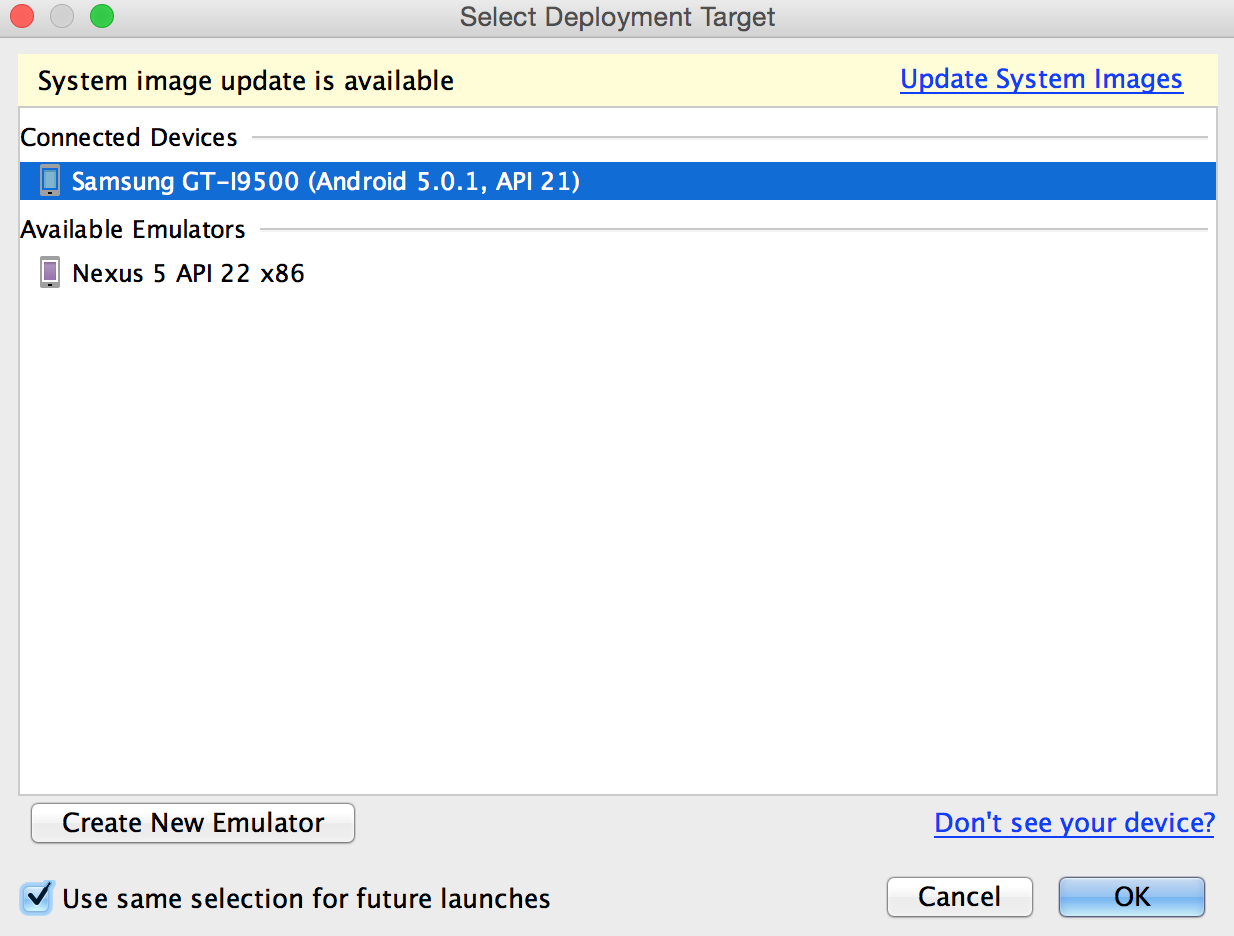 Select Deployment Target
System image update is available Update System Images
Connected Devices
Samsung GT-I9500 (Android 5.0.1, API 21)
Available Emulators
Nexus 5 API 22 x86
Create New Emulator Don't see your device?
Use same selection for future launches Cancel OK